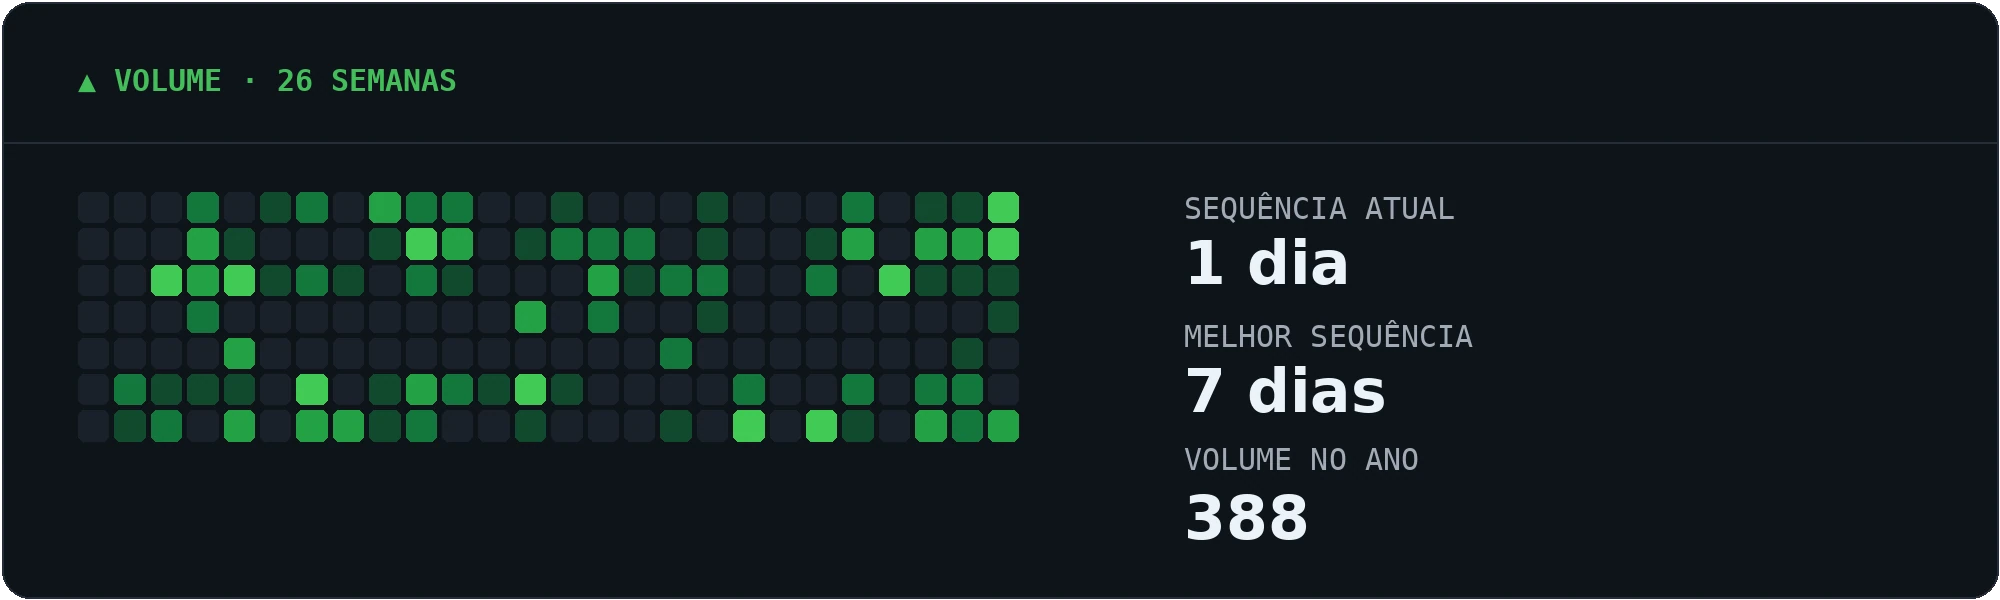 ▲ VOLUME · 26 SEMANAS
SEQUÊNCIA ATUAL
1 dia
MELHOR SEQUÊNCIA
7 dias
VOLUME NO ANO
388